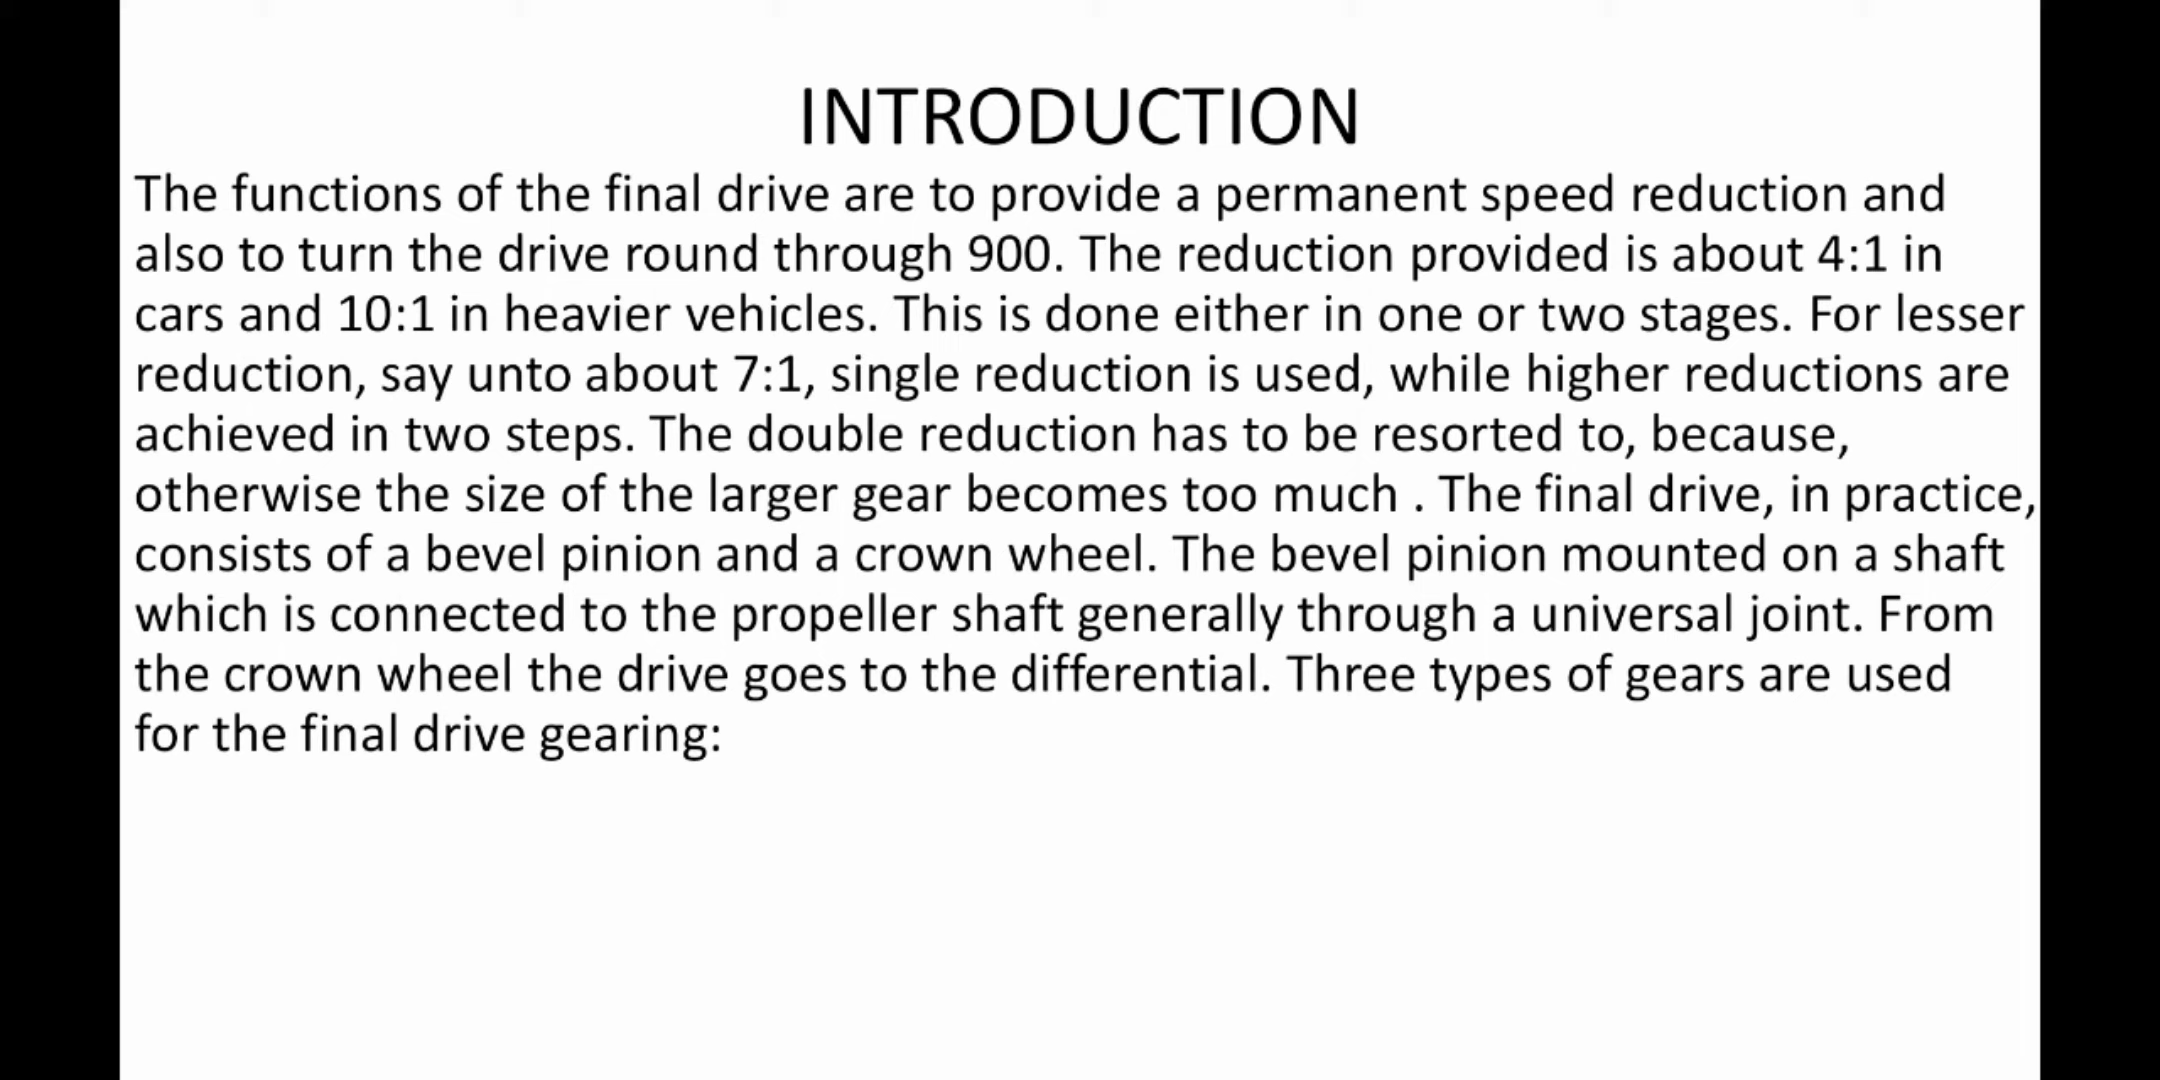 INTRODUCTION
The functions of the final drive are to provide a permanent speed reduction and
also to turn the drive round through 900. The reduction provided is about 4:1 in
cars and 10:1 in heavier vehicles. This is done either in one or two stages. For lesser
reduction, say unto about 7:1, single reduction is used, while higher reductions are
achieved in two steps. The double reduction has to be resorted to, because,
otherwise the size of the larger gear becomes too much . The final drive, in practice,
consists of a bevel pinion and a crown wheel. The bevel pinion mounted on a shaft
which is connected to the propeller shaft generally through a universal joint. From
the crown wheel the drive goes to the differential. Three types of gears are used
for the final drive gearing: